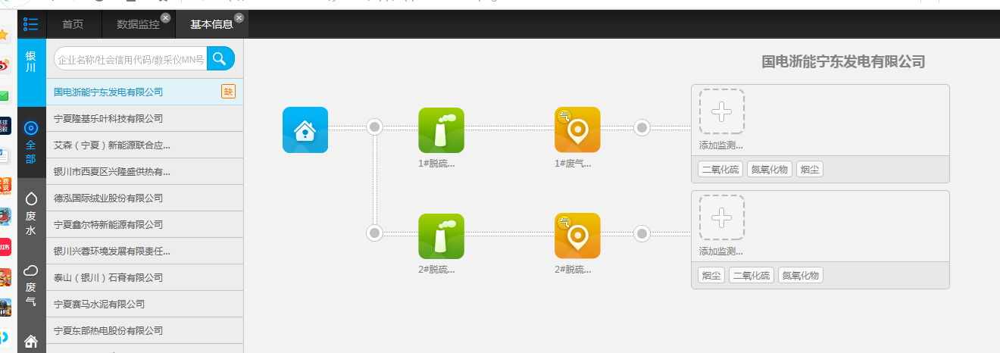 首页
数据监控
基本信息
银川
企业名称/社会信用代码/数采仪MN号
国电浙能宁东发电有限公司
缺
宁夏隆基乐叶科技有限公司
艾森（宁夏）新能源联合应...
银川市西夏区兴隆盛供热有...
德泓国际绒业股份有限公司
宁夏鑫尔特新能源有限公司
银川兴蓉环境发展有限责任...
泰山（银川）石膏有限公司
宁夏赛马水泥有限公司
宁夏东部热电股份有限公司
全部
废水
废气
国电浙能宁东发电有限公司
1#脱硫...
气
1#废气...
添加监测...
二氧化硫
氮氧化物
烟尘
2#脱硫...
气
2#脱硫...
添加监测...
烟尘
二氧化硫
氮氧化物